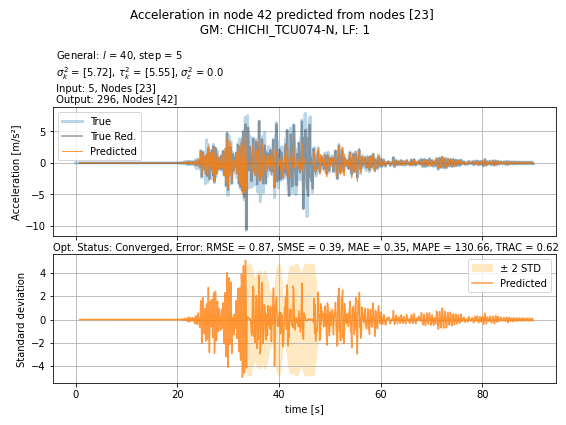 Acceleration in node 42 predicted from nodes [23]
GM: CHICHI_TCU074-N, LF: 1
General: l = 40, step = 5
σ²ₖ = [5.72], τ²ₖ = [5.55], σ²ε = 0.0
Input: 5, Nodes [23]
Output: 296, Nodes [42]
True
True Red.
Predicted
Acceleration [m/s²]
5
0
−5
−10
Opt. Status: Converged, Error: RMSE = 0.87, SMSE = 0.39, MAE = 0.35, MAPE = 130.66, TRAC = 0.62
± 2 STD
Predicted
Standard deviation
4
2
0
−2
−4
0 20 40 60 80
time [s]